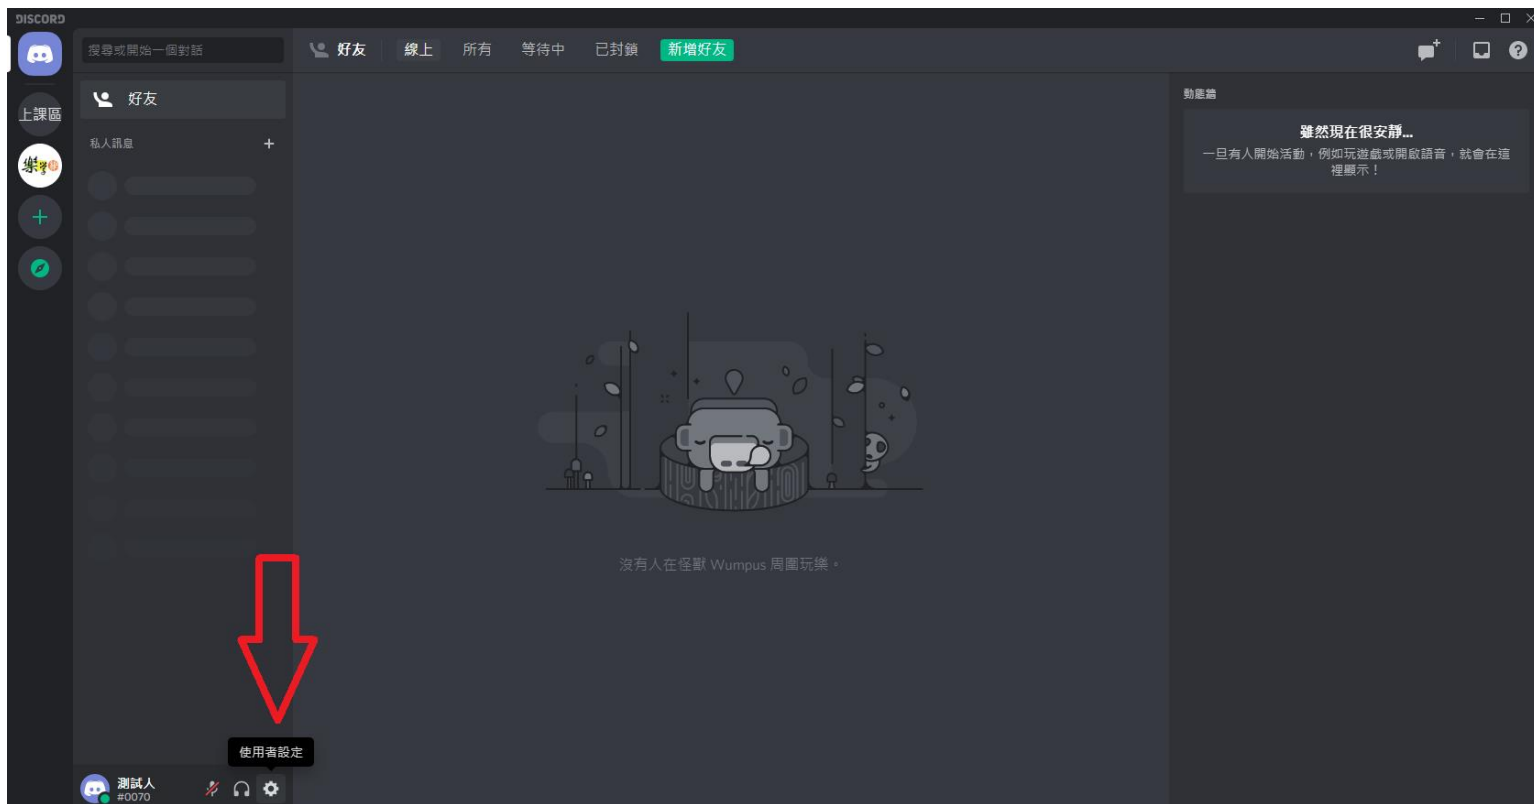 DISCORD
搜尋或開始一個對話
好友
線上
所有
等待中
已封鎖
新增好友
上課區
樂學
好友
私人訊息
動態牆
雖然現在很安靜...
一旦有人開始活動，例如玩遊戲或開啟語音，就會在這
裡顯示！
沒有人在怪獸 Wumpus 周圍玩樂。
使用者設定
測試人
#0070